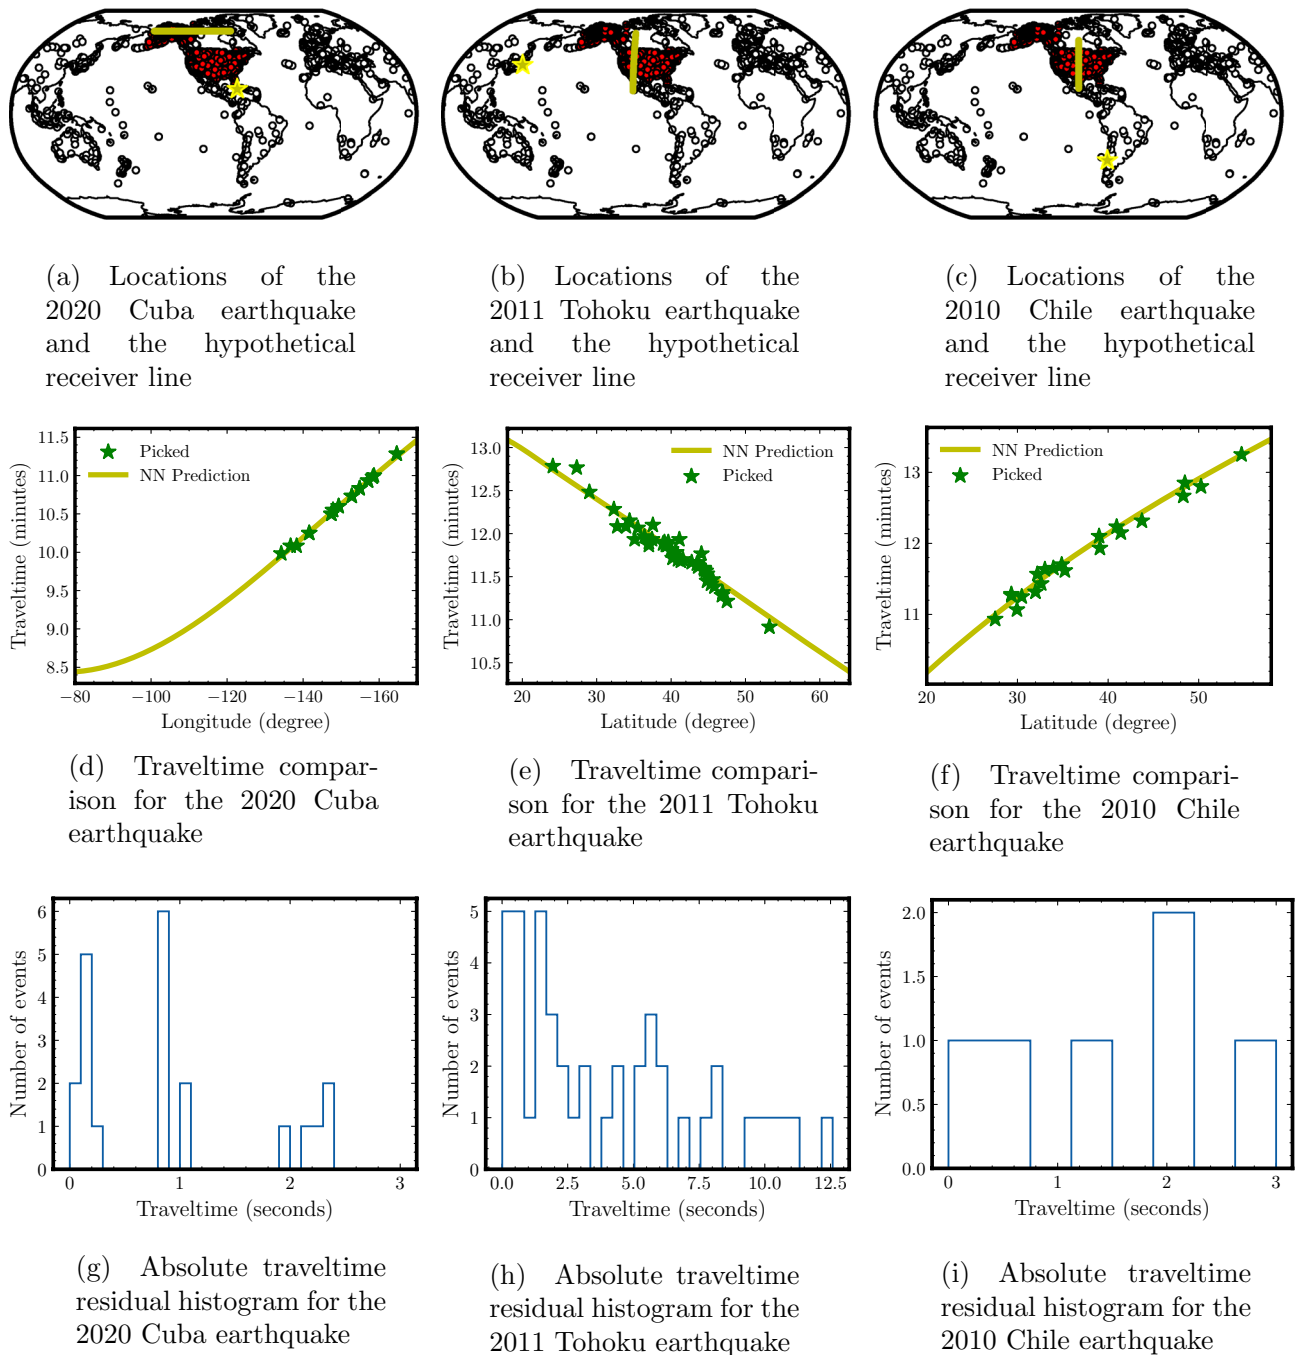 (a) Locations of the
2020 Cuba earthquake
and the hypothetical
receiver line
(b) Locations of the
2011 Tohoku earthquake
and the hypothetical
receiver line
(c) Locations of the
2010 Chile earthquake
and the hypothetical
receiver line
Traveltime (minutes)
11.5
11.0
10.5
10.0
9.5
9.0
8.5
Picked
NN Prediction
−80
−100
−120
−140
−160
Longitude (degree)
Traveltime (minutes)
13.0
12.5
12.0
11.5
11.0
10.5
NN Prediction
Picked
20
30
40
50
60
Latitude (degree)
Traveltime (minutes)
13
12
11
NN Prediction
Picked
20
30
40
50
Latitude (degree)
(d) Traveltime compar-
ison for the 2020 Cuba
earthquake
(e) Traveltime compari-
son for the 2011 Tohoku
earthquake
(f) Traveltime compari-
son for the 2010 Chile
earthquake
Number of events
6
5
4
3
2
1
0
0
1
2
3
Traveltime (seconds)
Number of events
5
4
3
2
1
0
0.0
2.5
5.0
7.5
10.0
12.5
Traveltime (seconds)
Number of events
2.0
1.5
1.0
0.5
0.0
0
1
2
3
Traveltime (seconds)
(g) Absolute traveltime
residual histogram for the
2020 Cuba earthquake
(h) Absolute traveltime
residual histogram for the
2011 Tohoku earthquake
(i) Absolute traveltime
residual histogram for the
2010 Chile earthquake